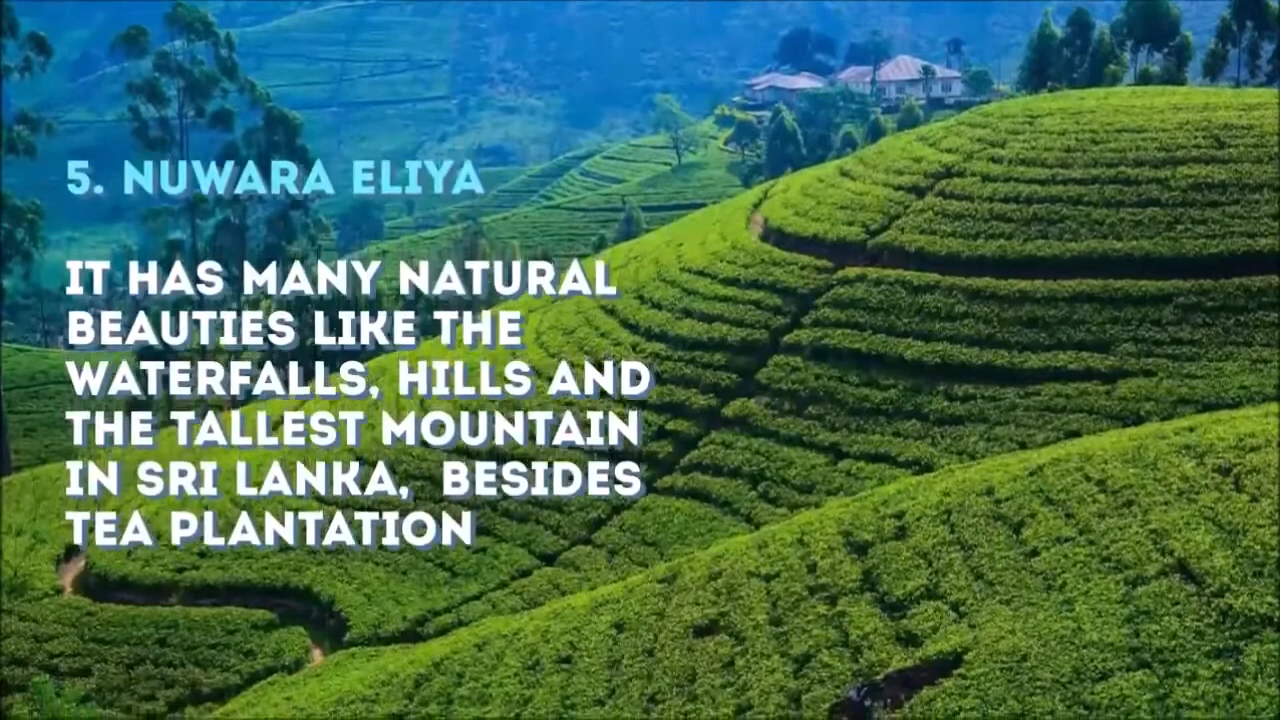 5. NUWARA ELIYA
IT HAS MANY NATURAL
BEAUTIES LIKE THE
WATERFALLS, HILLS AND
THE TALLEST MOUNTAIN
IN SRI LANKA,  BESIDES
TEA PLANTATION